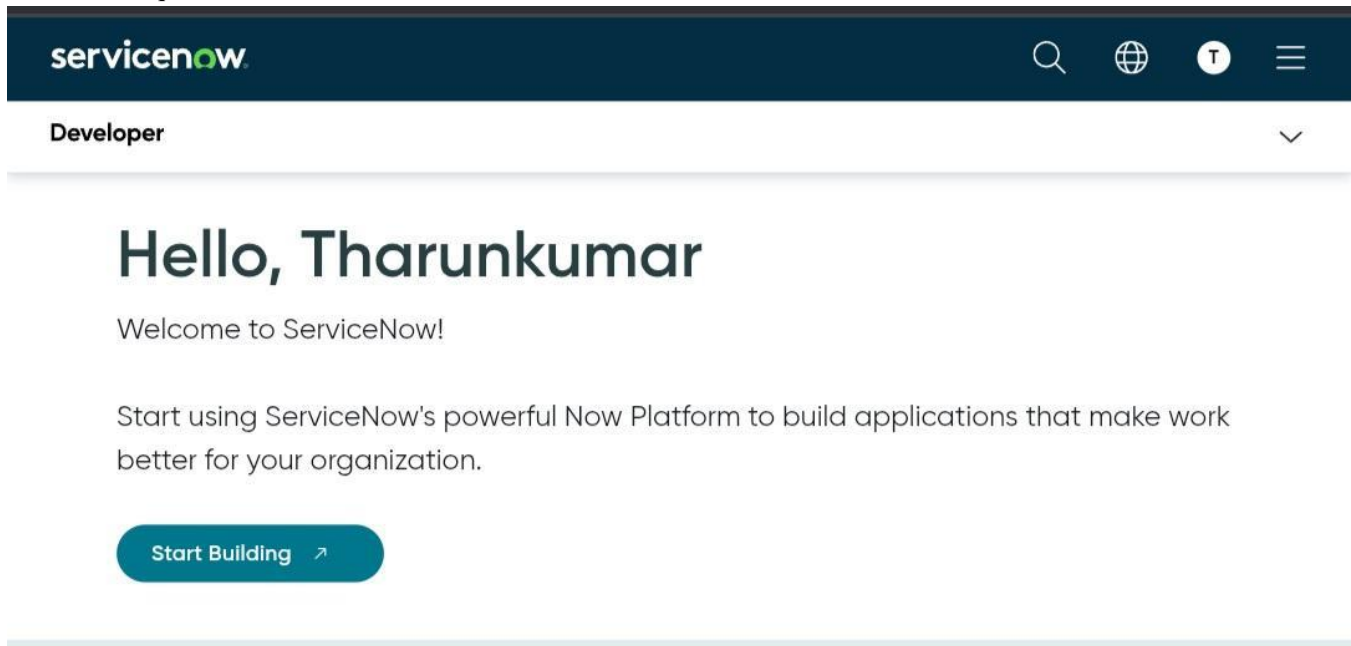 servicenow.
T
Developer
Hello, Tharunkumar
Welcome to ServiceNow!
Start using ServiceNow's powerful Now Platform to build applications that make work
better for your organization.
Start Building